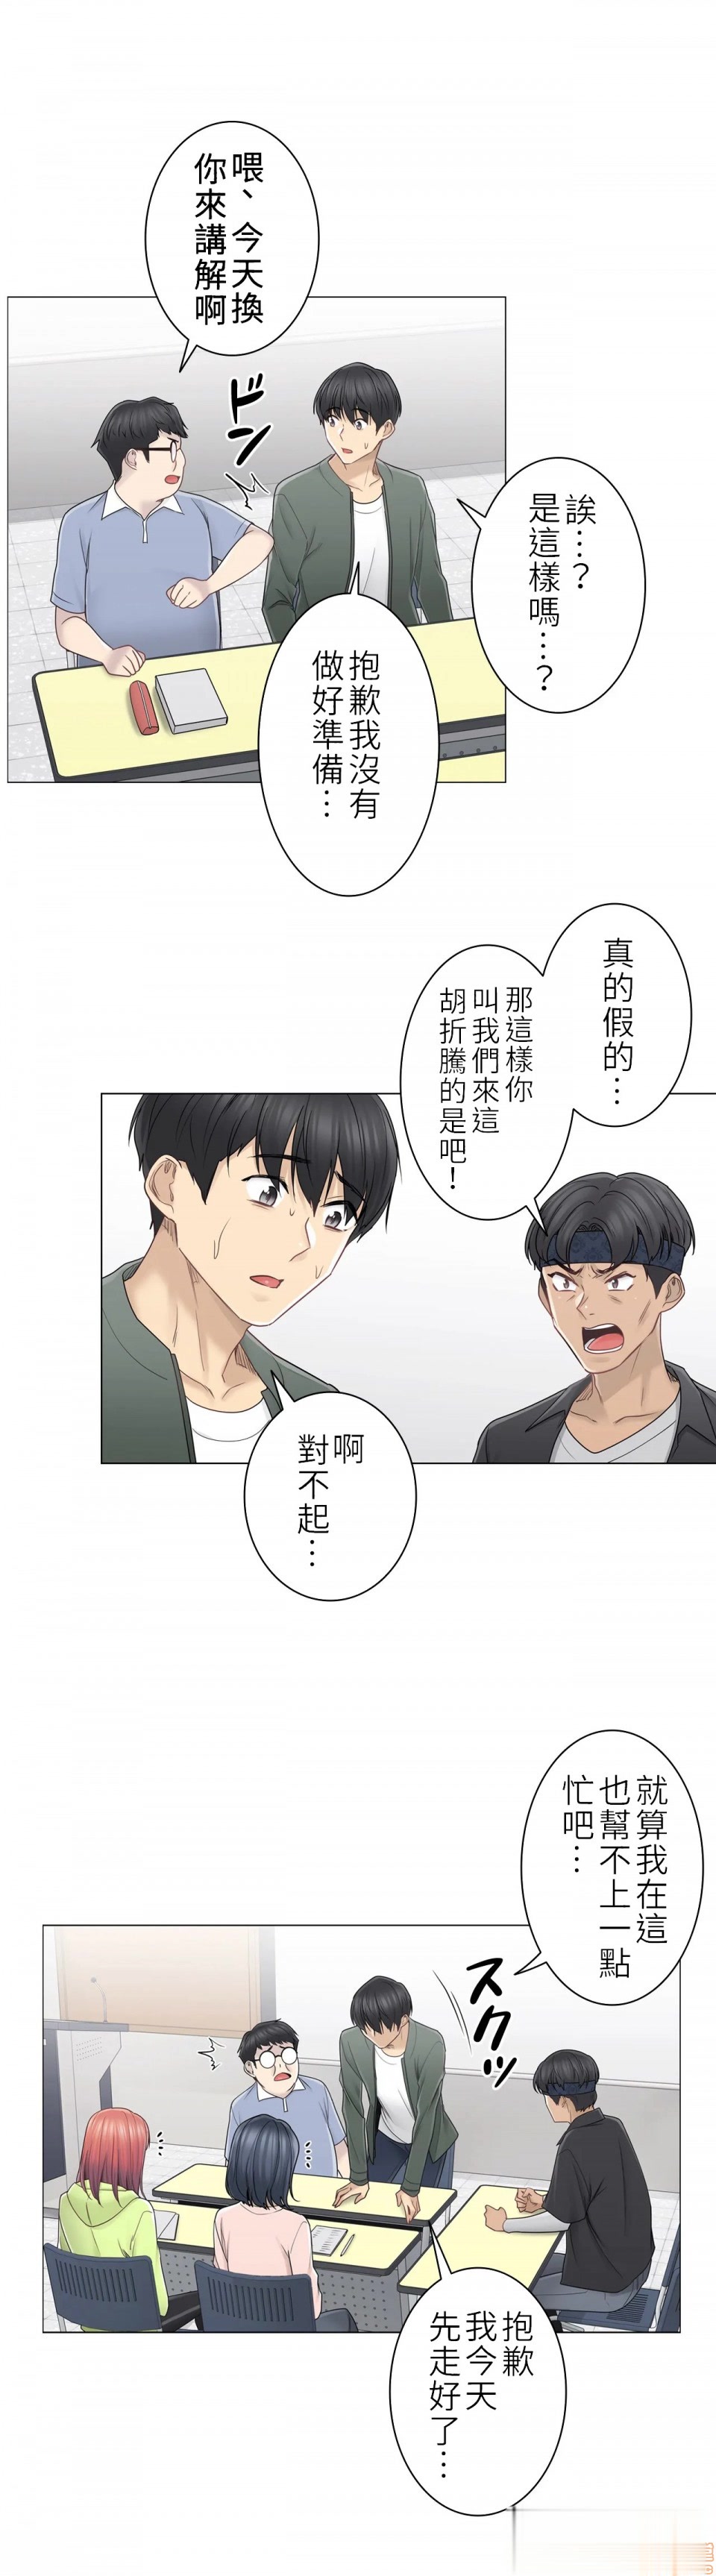 喂、今天換
你來講解啊
ドン
誒…？
是這樣嗎…？
抱歉我沒有
做好準備…
真的假的…
那這樣你
叫我們來這
胡折騰的是吧！
啊
對不起…
就算我在這
也幫不上一點
忙吧…
スクッ
抱歉
我今天
先走好了…